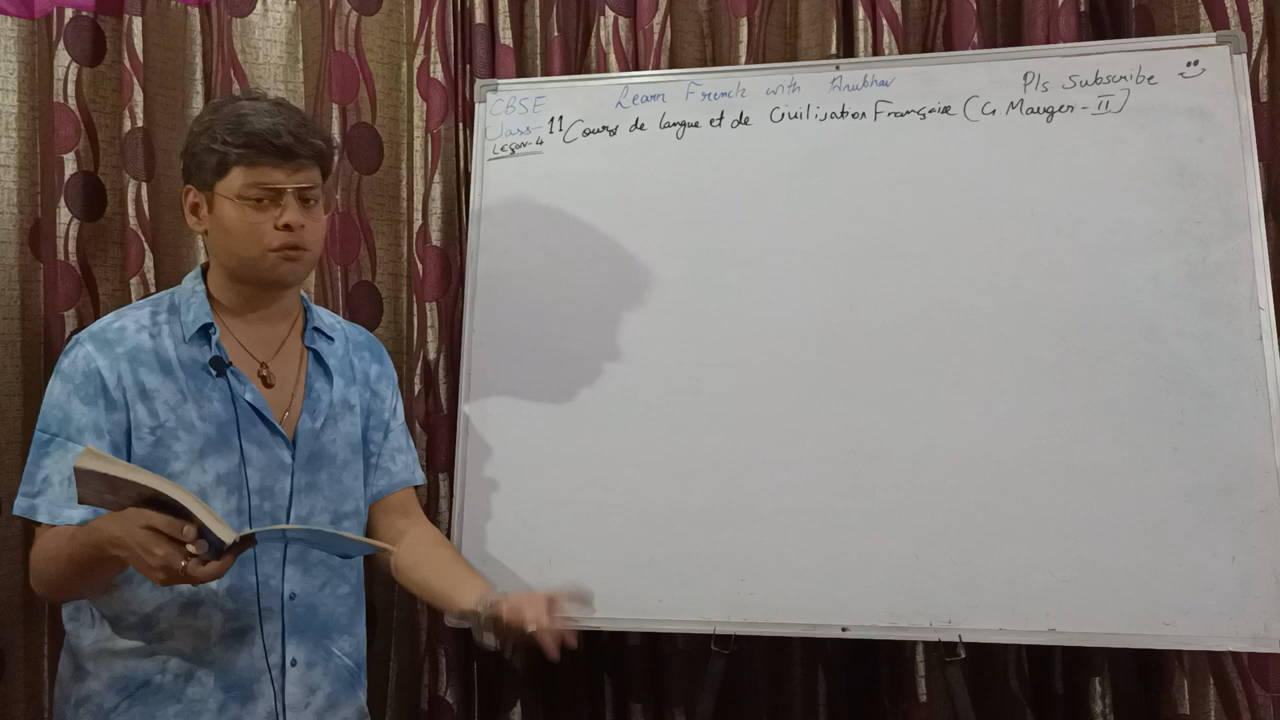 CBSE Learn French with Anubhav Pls Subscribe
Class- 11 Cours de langue et de Civilisation Française (G. Mauger - II)
LEÇON-4